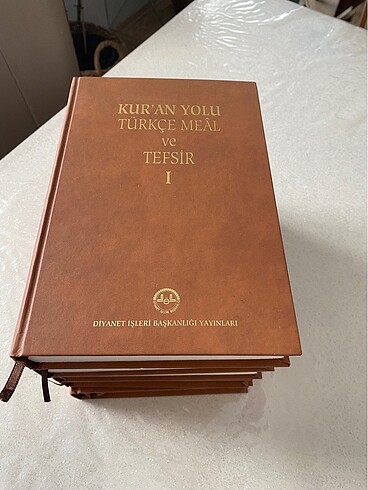 KUR'AN YOLU
TÜRKÇE MEÂL
ve
TEFSİR
I
DİYANET İŞLERİ BAŞKANLIĞI YAYINLARI